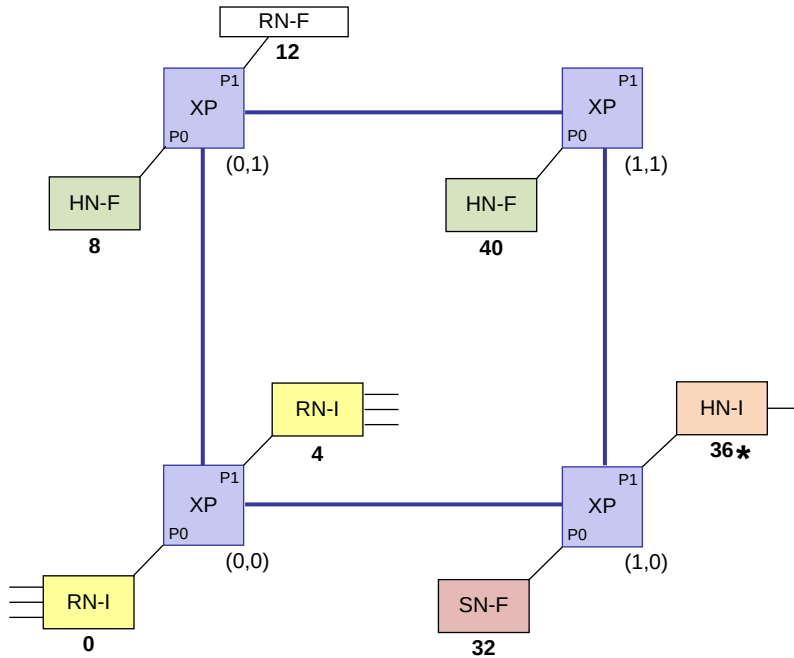 RN-F
12
P1
XP
P0
(0,1)
HN-F
8
P1
XP
P0
(1,1)
HN-F
40
RN-I
4
HN-I
36*
P1
XP
P0
(0,0)
RN-I
0
P1
XP
P0
(1,0)
SN-F
32